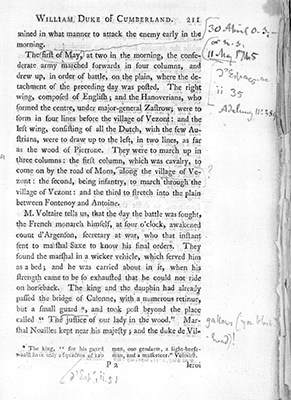 WILLIAM DUKE OF CUMBERLAND. 211
mined in what manner to attack the enemy early in the
morning.
The first of May, at two in the morning, the confe-
derate army marched forwards in four columns, and
drew up, in order of battle, on the plain, where the de-
tachment of the preceding day was posted. The right
wing, composed of English; and the Hanoverians, who
formed the centre, under major-general Zastrow, were to
form in four lines before the village of Vezont: and the
left wing, consisting of all the Dutch, with the few Au-
strians, were to draw up to the left, in two lines, as far
as the wood of Pierrone. They were to march up in
three columns: the first column, which was cavalry, to
come on by the road of Mons, along the village of Ve-
zont: the second, being infantry, to march through the
village of Vezont: and the third to stretch into the plain
between Fontenoy and Antoine.
M. Voltaire tells us, that the day the battle was fought,
the French monarch himself, at four o'clock, awakened
count d'Argenson, secretary at war, who that instant
sent to marshal Saxe to know his final orders. They
found the marshal in a wicker vehicle, which served him
as a bed; and he was carried about in it, when his
strength came to be so exhausted that he could not ride
on horseback. The king and the dauphin had already
passed the bridge of Calonne, with a numerous retinue,
but a small guard *, and took post beyond the place
called "The justice of our lady in the wood." Mar-
shal Noailles kept near his majesty; and the duke de Vil-
* The king, "for his guard
men, one gendarm, a light-horse-
man, and a musketeer." Voltaire.
P 2
leroi
30 April O.S.
11 May 1745
ii 35
?
gallows (you